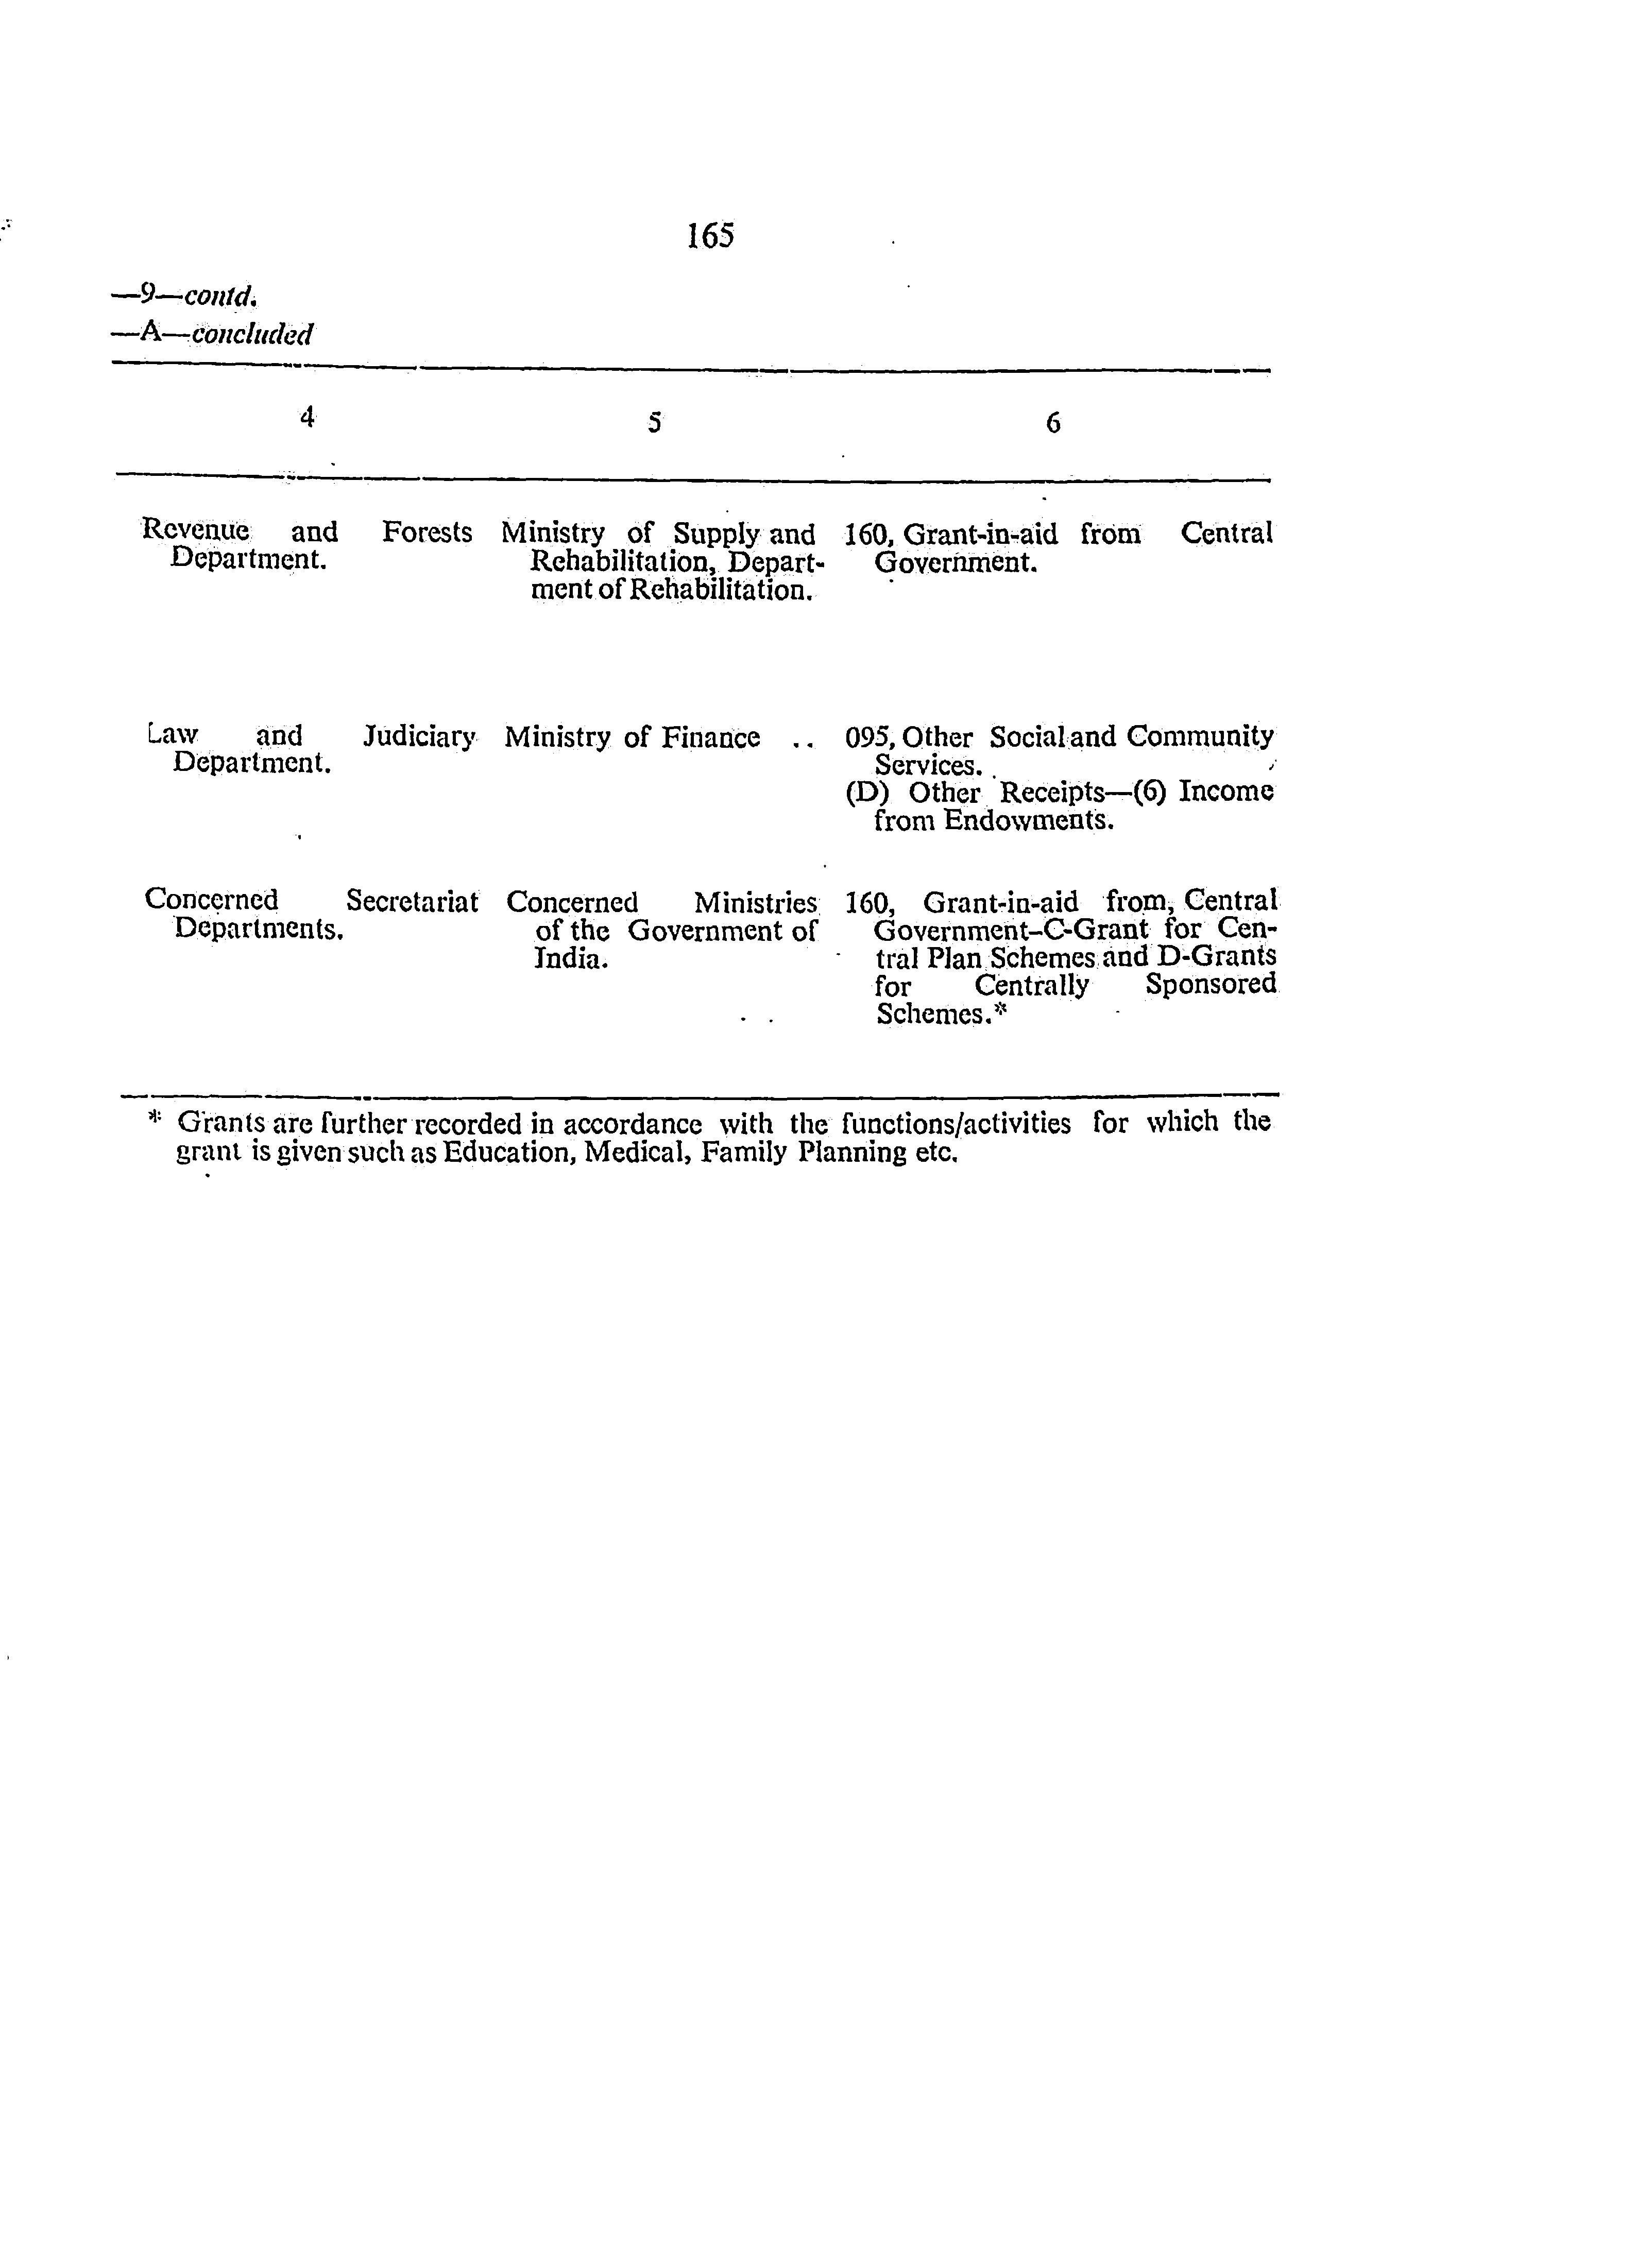 165
—9—contd.
—A—concluded
4 5 6
Revenue and Forests Ministry of Supply and 160, Grant-in-aid from Central
Department. Rehabilitation, Depart- Government.
ment of Rehabilitation.
Law and Judiciary Ministry of Finance .. 095, Other Social and Community
Department. Services.
(D) Other Receipts—(6) Income
from Endowments.
Concerned Secretariat Concerned Ministries 160, Grant-in-aid from, Central
Departments. of the Government of Government–C-Grant for Cen-
India. tral Plan Schemes and D-Grants
for Centrally Sponsored
Schemes.*
* Grants are further recorded in accordance with the functions/activities for which the
grant is given such as Education, Medical, Family Planning etc.